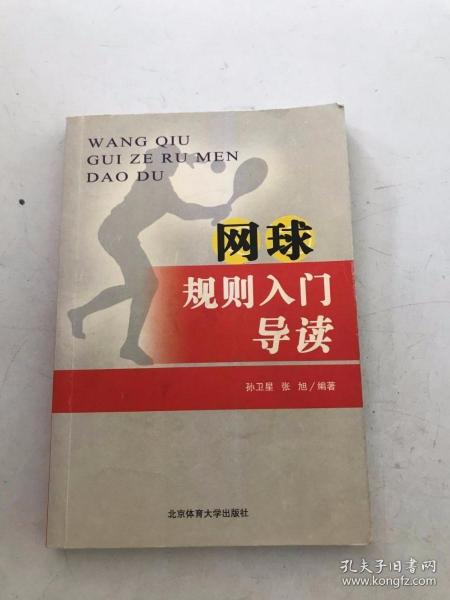 WANG QIU
GUI ZE RU MEN
DAO DU
网球
规则入门
导读
孙卫星 张 旭/编著
北京体育大学出版社
孔夫子旧书网
www.kongfz.com